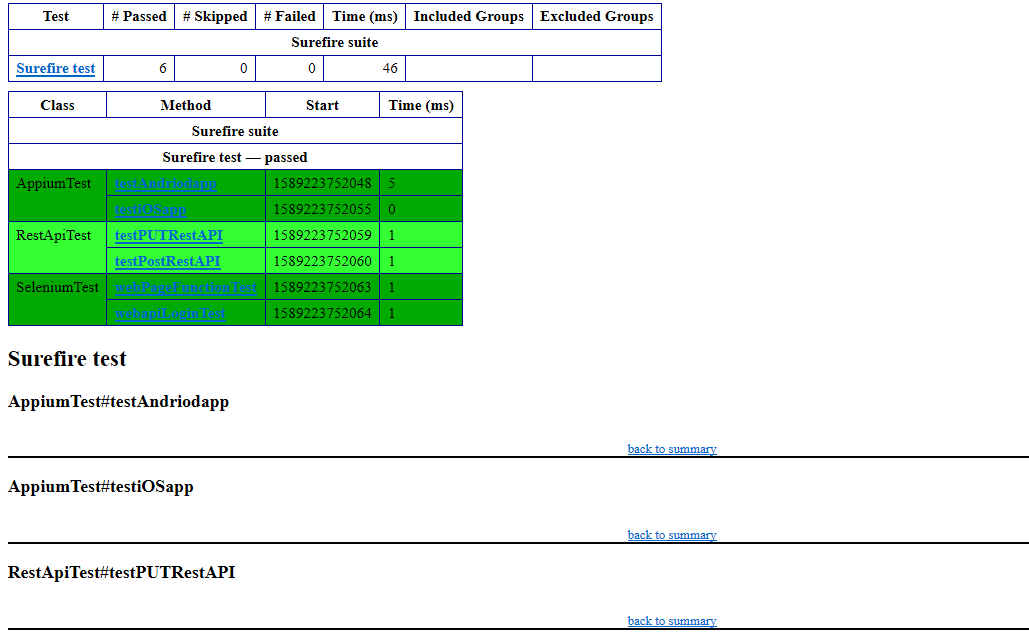 Test # Passed # Skipped # Failed Time (ms) Included Groups Excluded Groups
Surefire suite
Surefire test 6 0 0 46
Class Method Start Time (ms)
Surefire suite
Surefire test — passed
AppiumTest testAndriodapp 1589223752048 5
testiOSapp 1589223752055 0
RestApiTest testPUTRestAPI 1589223752059 1
testPostRestAPI 1589223752060 1
SeleniumTest webPageFunctionTest 1589223752063 1
webapiLoginTest 1589223752064 1
Surefire test
AppiumTest#testAndriodapp
back to summary
AppiumTest#testiOSapp
back to summary
RestApiTest#testPUTRestAPI
back to summary